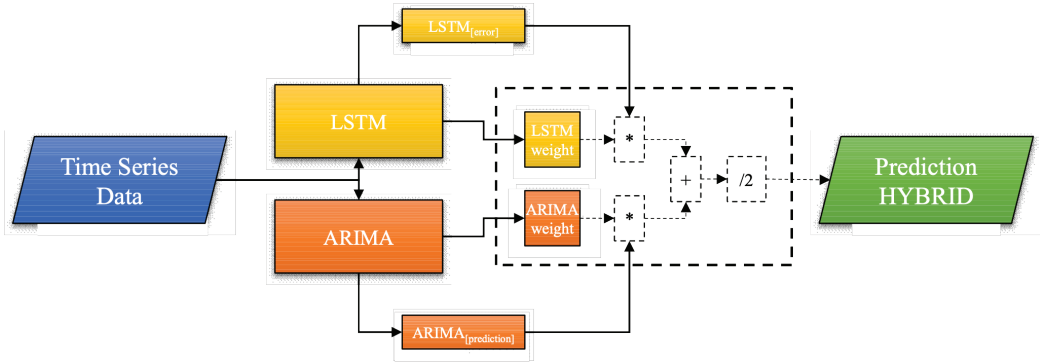 LSTM[error]
LSTM
LSTM
weight
*
Time Series
Data
+
/2
Prediction
HYBRID
ARIMA
ARIMA
weight
*
ARIMA[prediction]